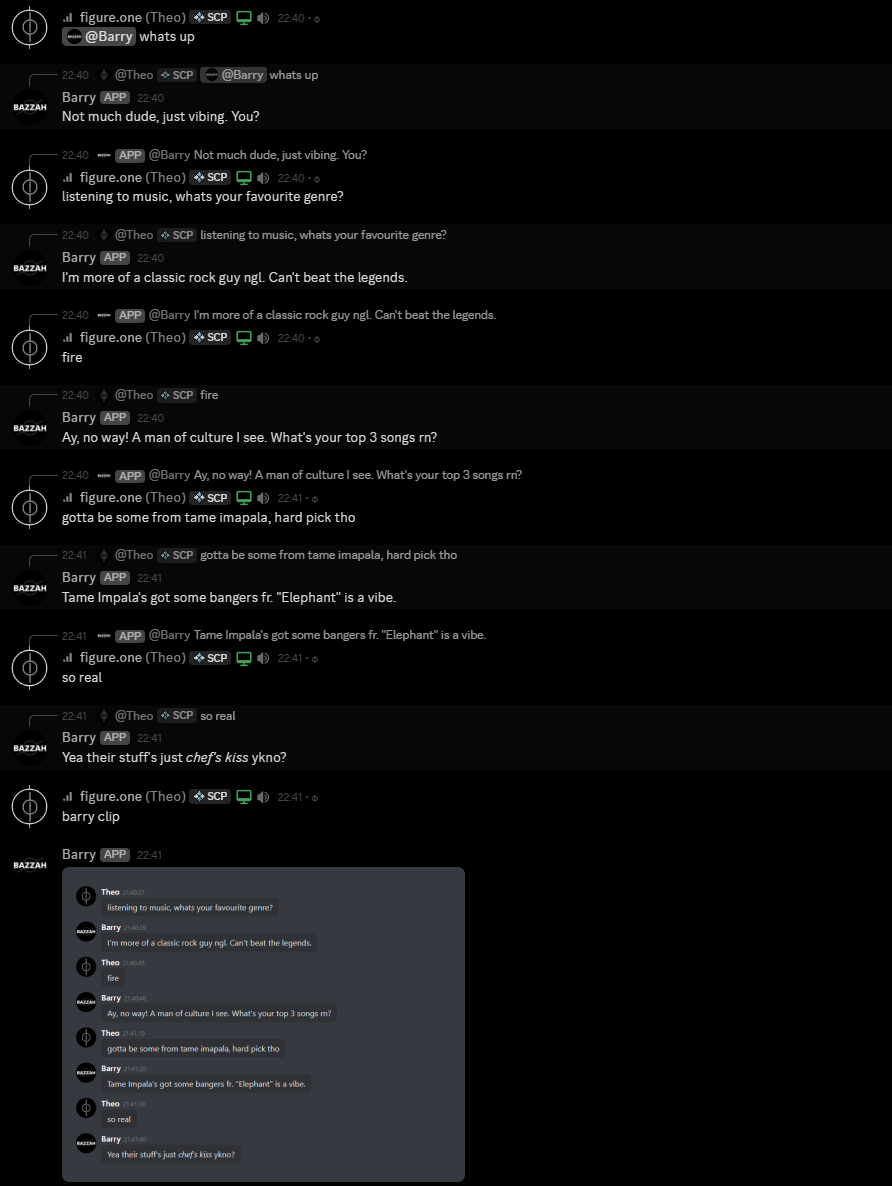 figure.one (Theo) SCP 22:40 •
@Barry whats up
22:40 @Theo SCP @Barry whats up
BAZZAH
Barry APP 22:40
Not much dude, just vibing. You?
22:40 APP @Barry Not much dude, just vibing. You?
figure.one (Theo) SCP 22:40 •
listening to music, whats your favourite genre?
22:40 @Theo SCP listening to music, whats your favourite genre?
BAZZAH
Barry APP 22:40
I'm more of a classic rock guy ngl. Can't beat the legends.
22:40 APP @Barry I'm more of a classic rock guy ngl. Can't beat the legends.
figure.one (Theo) SCP 22:40 •
fire
22:40 @Theo SCP fire
BAZZAH
Barry APP 22:40
Ay, no way! A man of culture I see. What's your top 3 songs rn?
22:40 APP @Barry Ay, no way! A man of culture I see. What's your top 3 songs rn?
figure.one (Theo) SCP 22:41 •
gotta be some from tame imapala, hard pick tho
22:41 @Theo SCP gotta be some from tame imapala, hard pick tho
BAZZAH
Barry APP 22:41
Tame Impala's got some bangers fr. "Elephant" is a vibe.
22:41 APP @Barry Tame Impala's got some bangers fr. "Elephant" is a vibe.
figure.one (Theo) SCP 22:41 •
so real
22:41 @Theo SCP so real
BAZZAH
Barry APP 22:41
Yea their stuff's just chef's kiss ykno?
figure.one (Theo) SCP 22:41 •
barry clip
BAZZAH
Barry APP 22:41
Theo 21:40:37
listening to music, whats your favourite genre?
BAZZAH
Barry 21:40:39
I'm more of a classic rock guy ngl. Can't beat the legends.
Theo 21:40:45
fire
BAZZAH
Barry 21:40:46
Ay, no way! A man of culture I see. What's your top 3 songs rn?
Theo 21:41:19
gotta be some from tame imapala, hard pick tho
BAZZAH
Barry 21:41:20
Tame Impala's got some bangers fr. "Elephant" is a vibe.
Theo 21:41:39
so real
BAZZAH
Barry 21:41:40
Yea their stuff's just chef's kiss ykno?